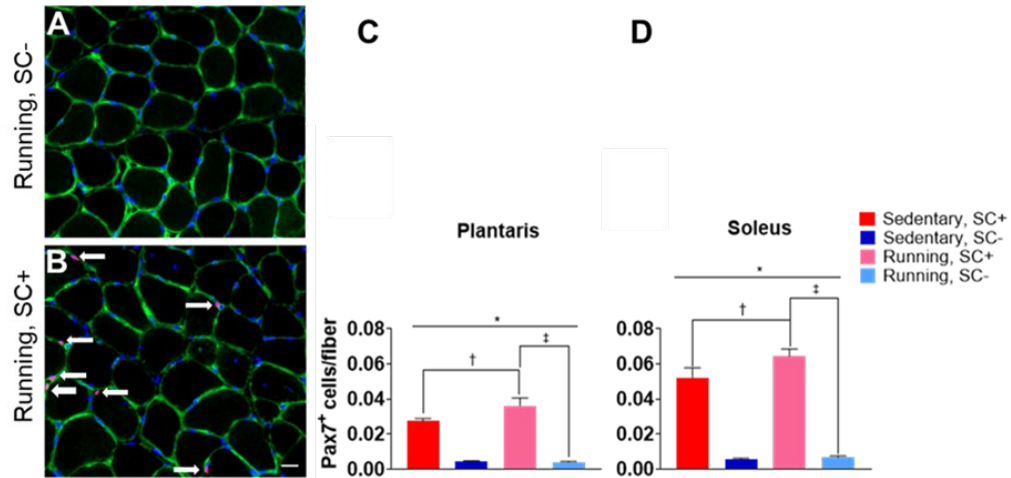 A
Running, SC-
B
Running, SC+
C
Plantaris
Pax7+ cells/fiber
0.08
0.06
0.04
0.02
0.00
*
†
‡
D
Soleus
0.08
0.06
0.04
0.02
0.00
*
†
‡
Sedentary, SC+
Sedentary, SC-
Running, SC+
Running, SC-